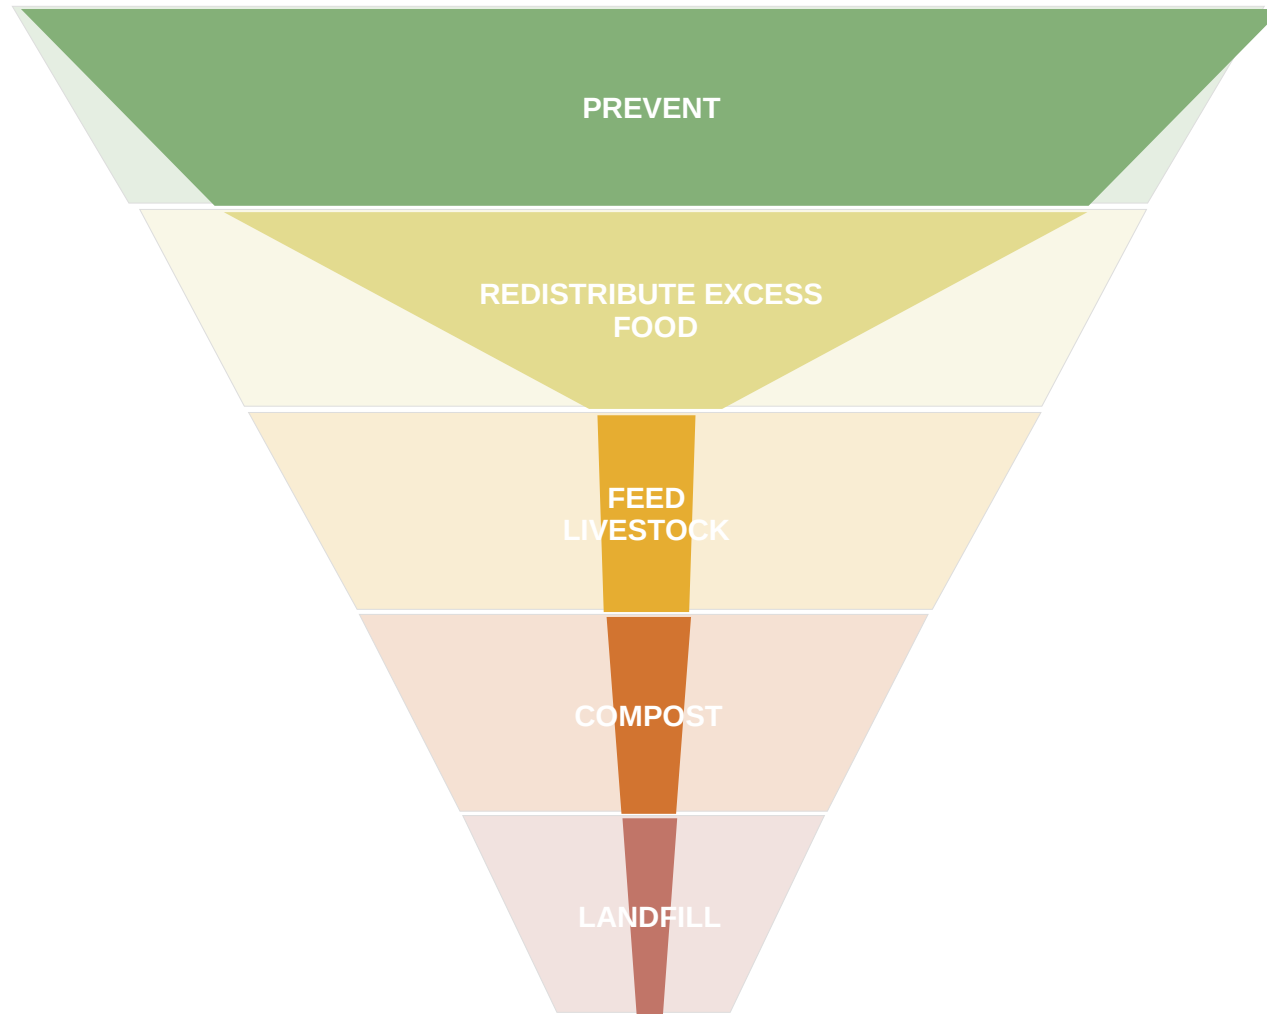 PREVENT
REDISTRIBUTE EXCESS
FOOD
FEED
LIVESTOCK
COMPOST
LANDFILL